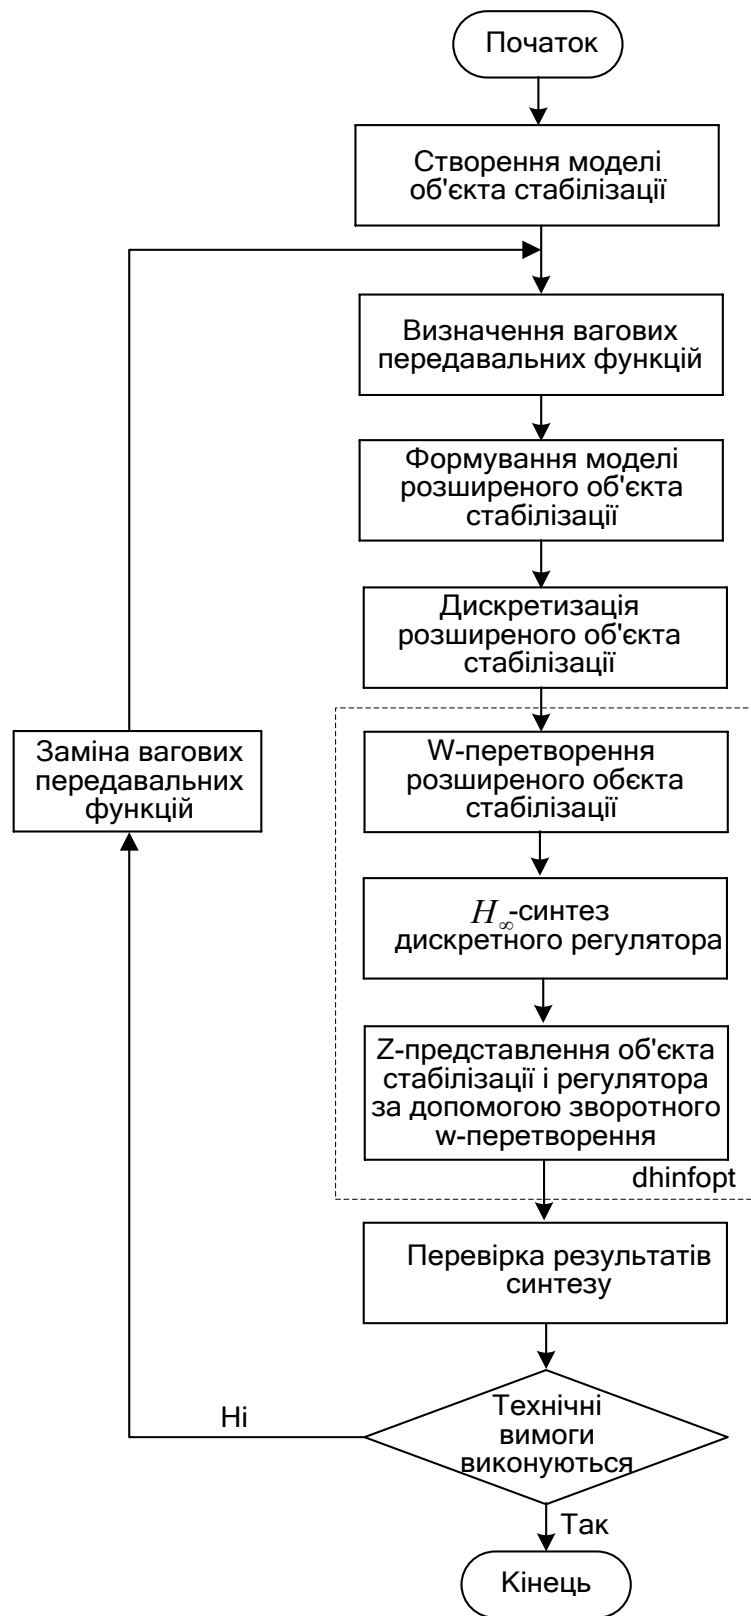 Початок
Створення моделі
об'єкта стабілізації
Визначення вагових
передавальних функцій
Формування моделі
розширеного об'єкта
стабілізації
Дискретизація
розширеного об'єкта
стабілізації
Заміна вагових
передавальних
функцій
W-перетворення
розширеного обєкта
стабілізації
H∞-синтез
дискретного регулятора
Z-представлення об'єкта
стабілізації і регулятора
за допомогою зворотного
w-перетворення
dhinfopt
Перевірка результатів
синтезу
Технічні
вимоги
виконуються
Ні
Так
Кінець